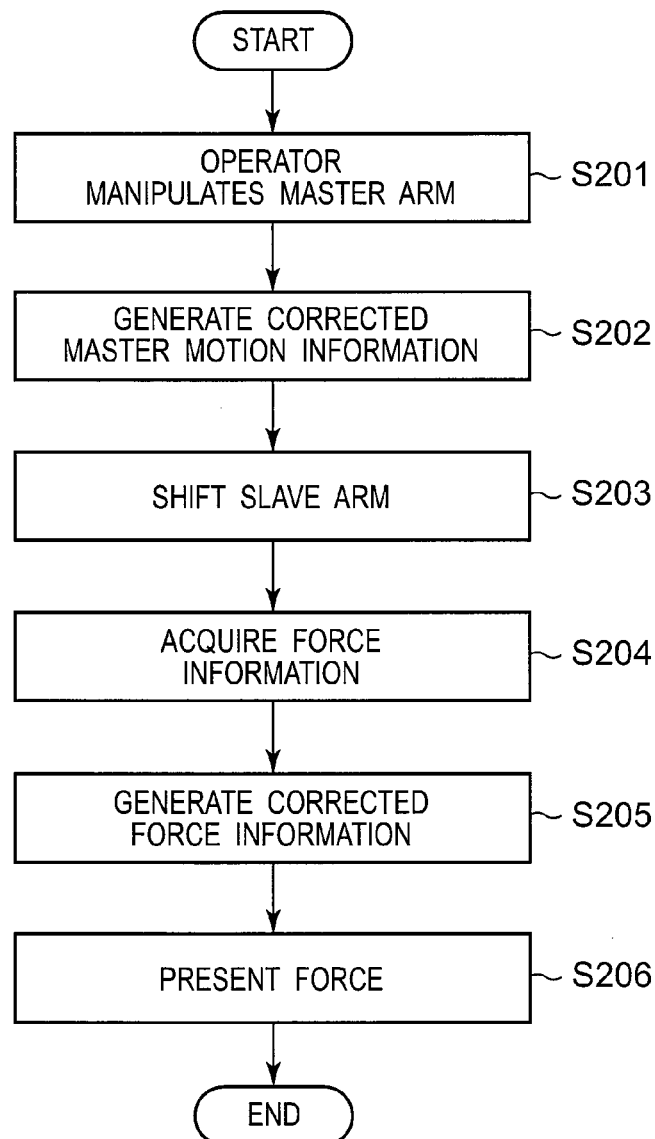 START
OPERATOR
MANIPULATES MASTER ARM
S201
GENERATE CORRECTED
MASTER MOTION INFORMATION
S202
SHIFT SLAVE ARM
S203
ACQUIRE FORCE
INFORMATION
S204
GENERATE CORRECTED
FORCE INFORMATION
S205
PRESENT FORCE
S206
END